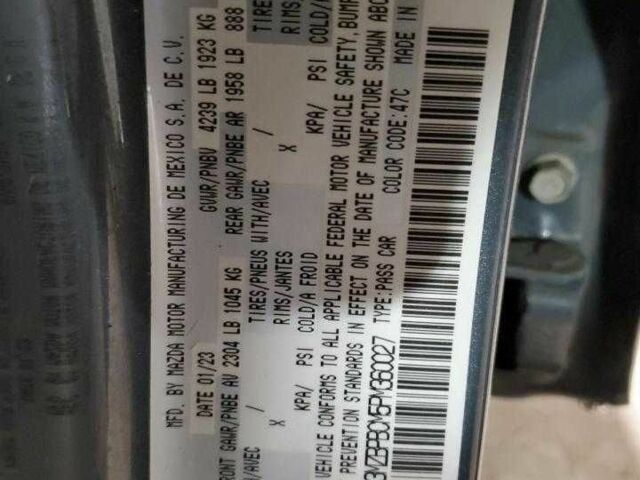 MFD. BY MAZDA MOTOR MANUFACTURING DE MEXICO S.A. DE C.V.
DATE 01/23 GVWR/PNBV 4239 LB 1923 KG
FRONT GAWR/PNBE AV 2304 LB 1045 KG REAR GAWR/PNBE AR 1958 LB 888
/AVEC / TIRES/PNEUS WITH/AVEC / TIRE
X RIMS/JANTES X RIMS/
KPA/ PSI COLD/A FROID KPA/ PSI COLD/A
VEHICLE CONFORMS TO ALL APPLICABLE FEDERAL MOTOR VEHICLE SAFETY, BUMP
PREVENTION STANDARDS IN EFFECT ON THE DATE OF MANUFACTURE SHOWN ABO
3MZBPBCM5PM360027 TYPE:PASS CAR COLOR CODE:47C MADE IN